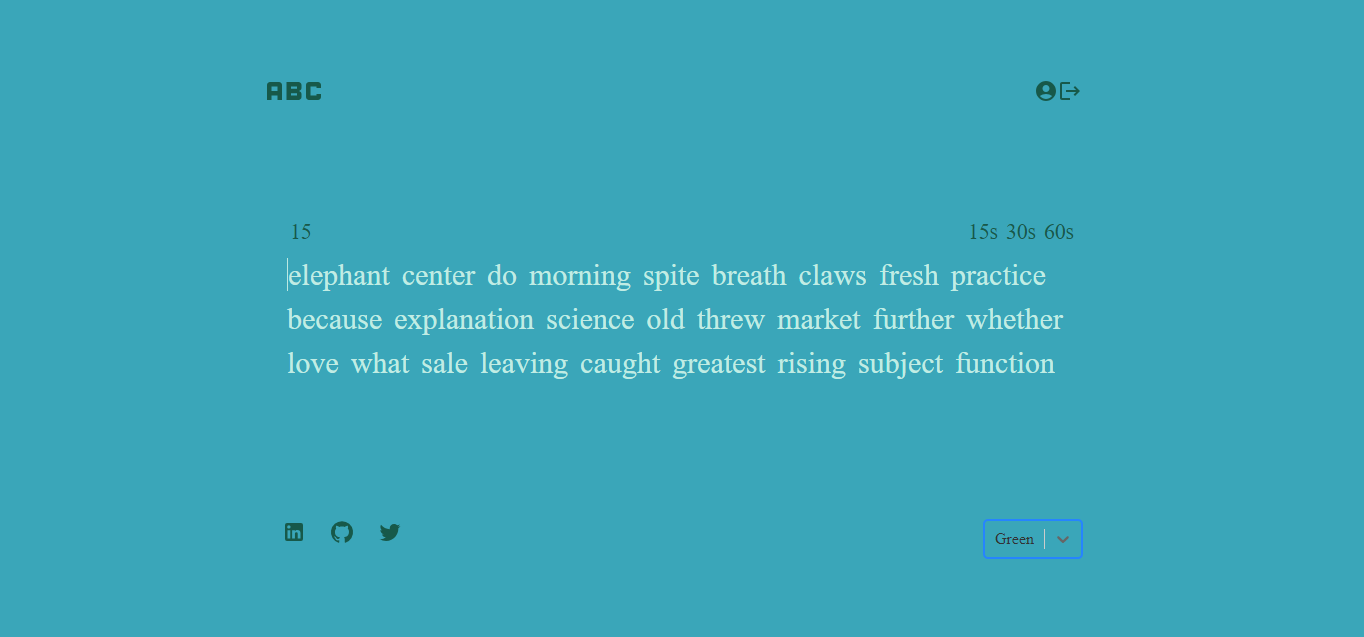 ABC
15
15s 30s 60s
elephant center do morning spite breath claws fresh practice
because explanation science old threw market further whether
love what sale leaving caught greatest rising subject function
Green